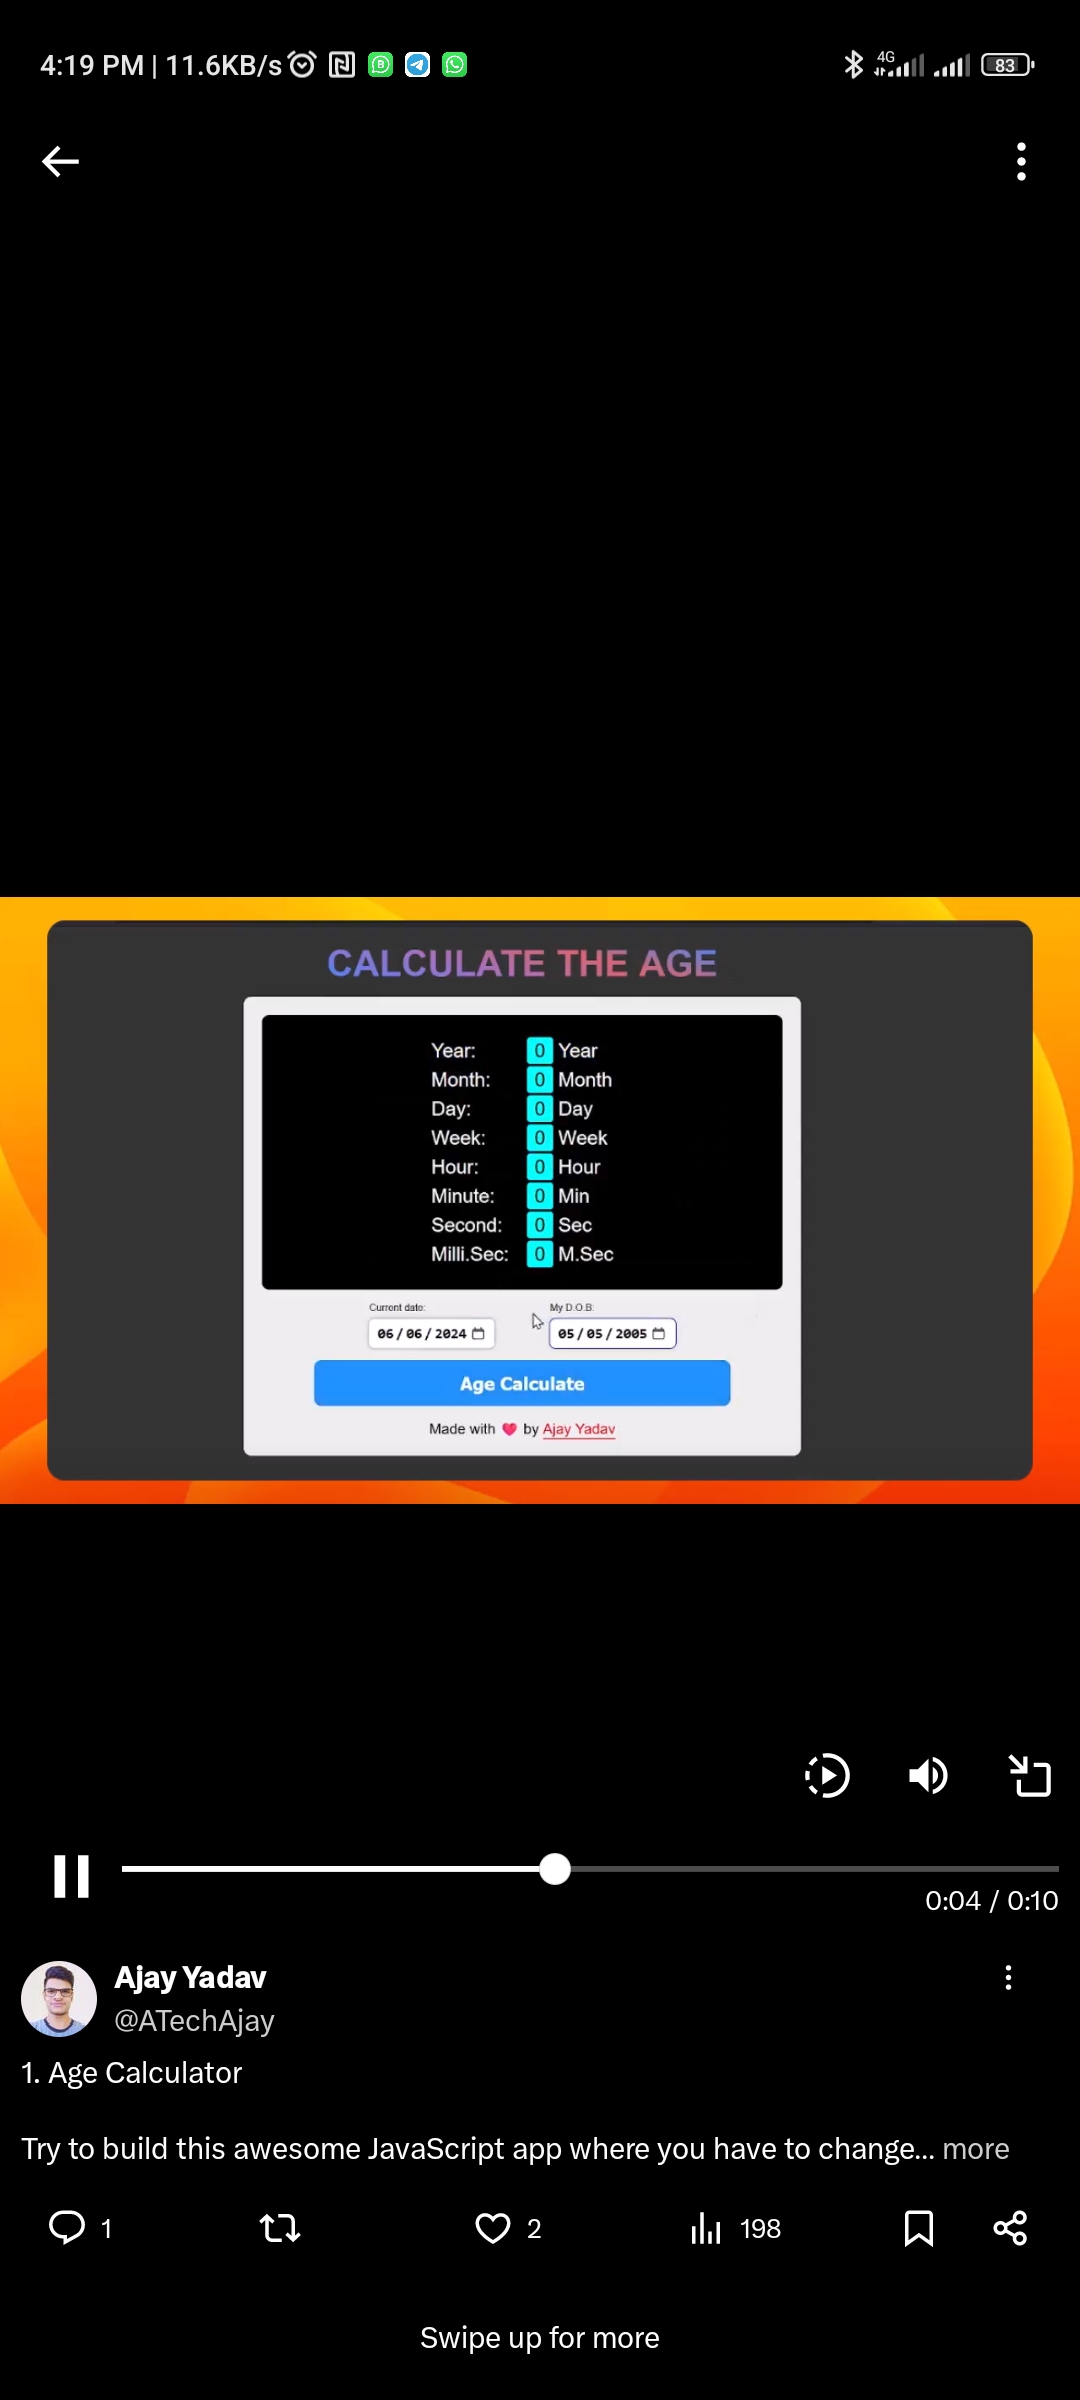 4:19 PM | 11.6KB/s
4G
83
CALCULATE THE AGE
Year: 0 Year
Month: 0 Month
Day: 0 Day
Week: 0 Week
Hour: 0 Hour
Minute: 0 Min
Second: 0 Sec
Milli.Sec: 0 M.Sec
Current date: My D.O.B:
06 / 06 / 2024 05 / 05 / 2005
Age Calculate
Made with ❤ by Ajay Yadav
0:04 / 0:10
Ajay Yadav
@ATechAjay
1. Age Calculator
Try to build this awesome JavaScript app where you have to change... more
1 2 198
Swipe up for more